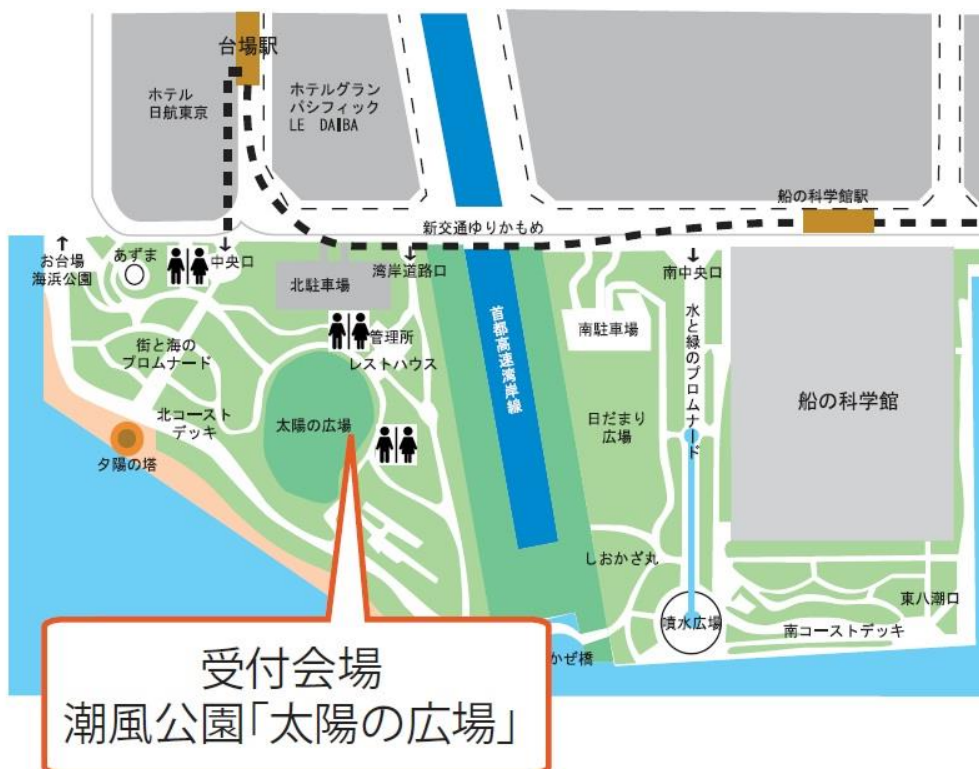 台場駅
ホテル
日航東京
ホテルグラン
パシフィック
LE DAIBA
船の科学館駅
新交通ゆりかもめ
お台場
海浜公園
あずま
中央口
北駐車場
湾岸道路口
南中央口
管理所
レストハウス
街と海の
プロムナード
北コースト
デッキ
太陽の広場
夕陽の塔
首都高速湾岸線
南駐車場
水と緑のプロムナード
日だまり
広場
船の科学館
しおかざ丸
噴水広場
東八潮口
南コーストデッキ
かぜ橋
受付会場
潮風公園「太陽の広場」